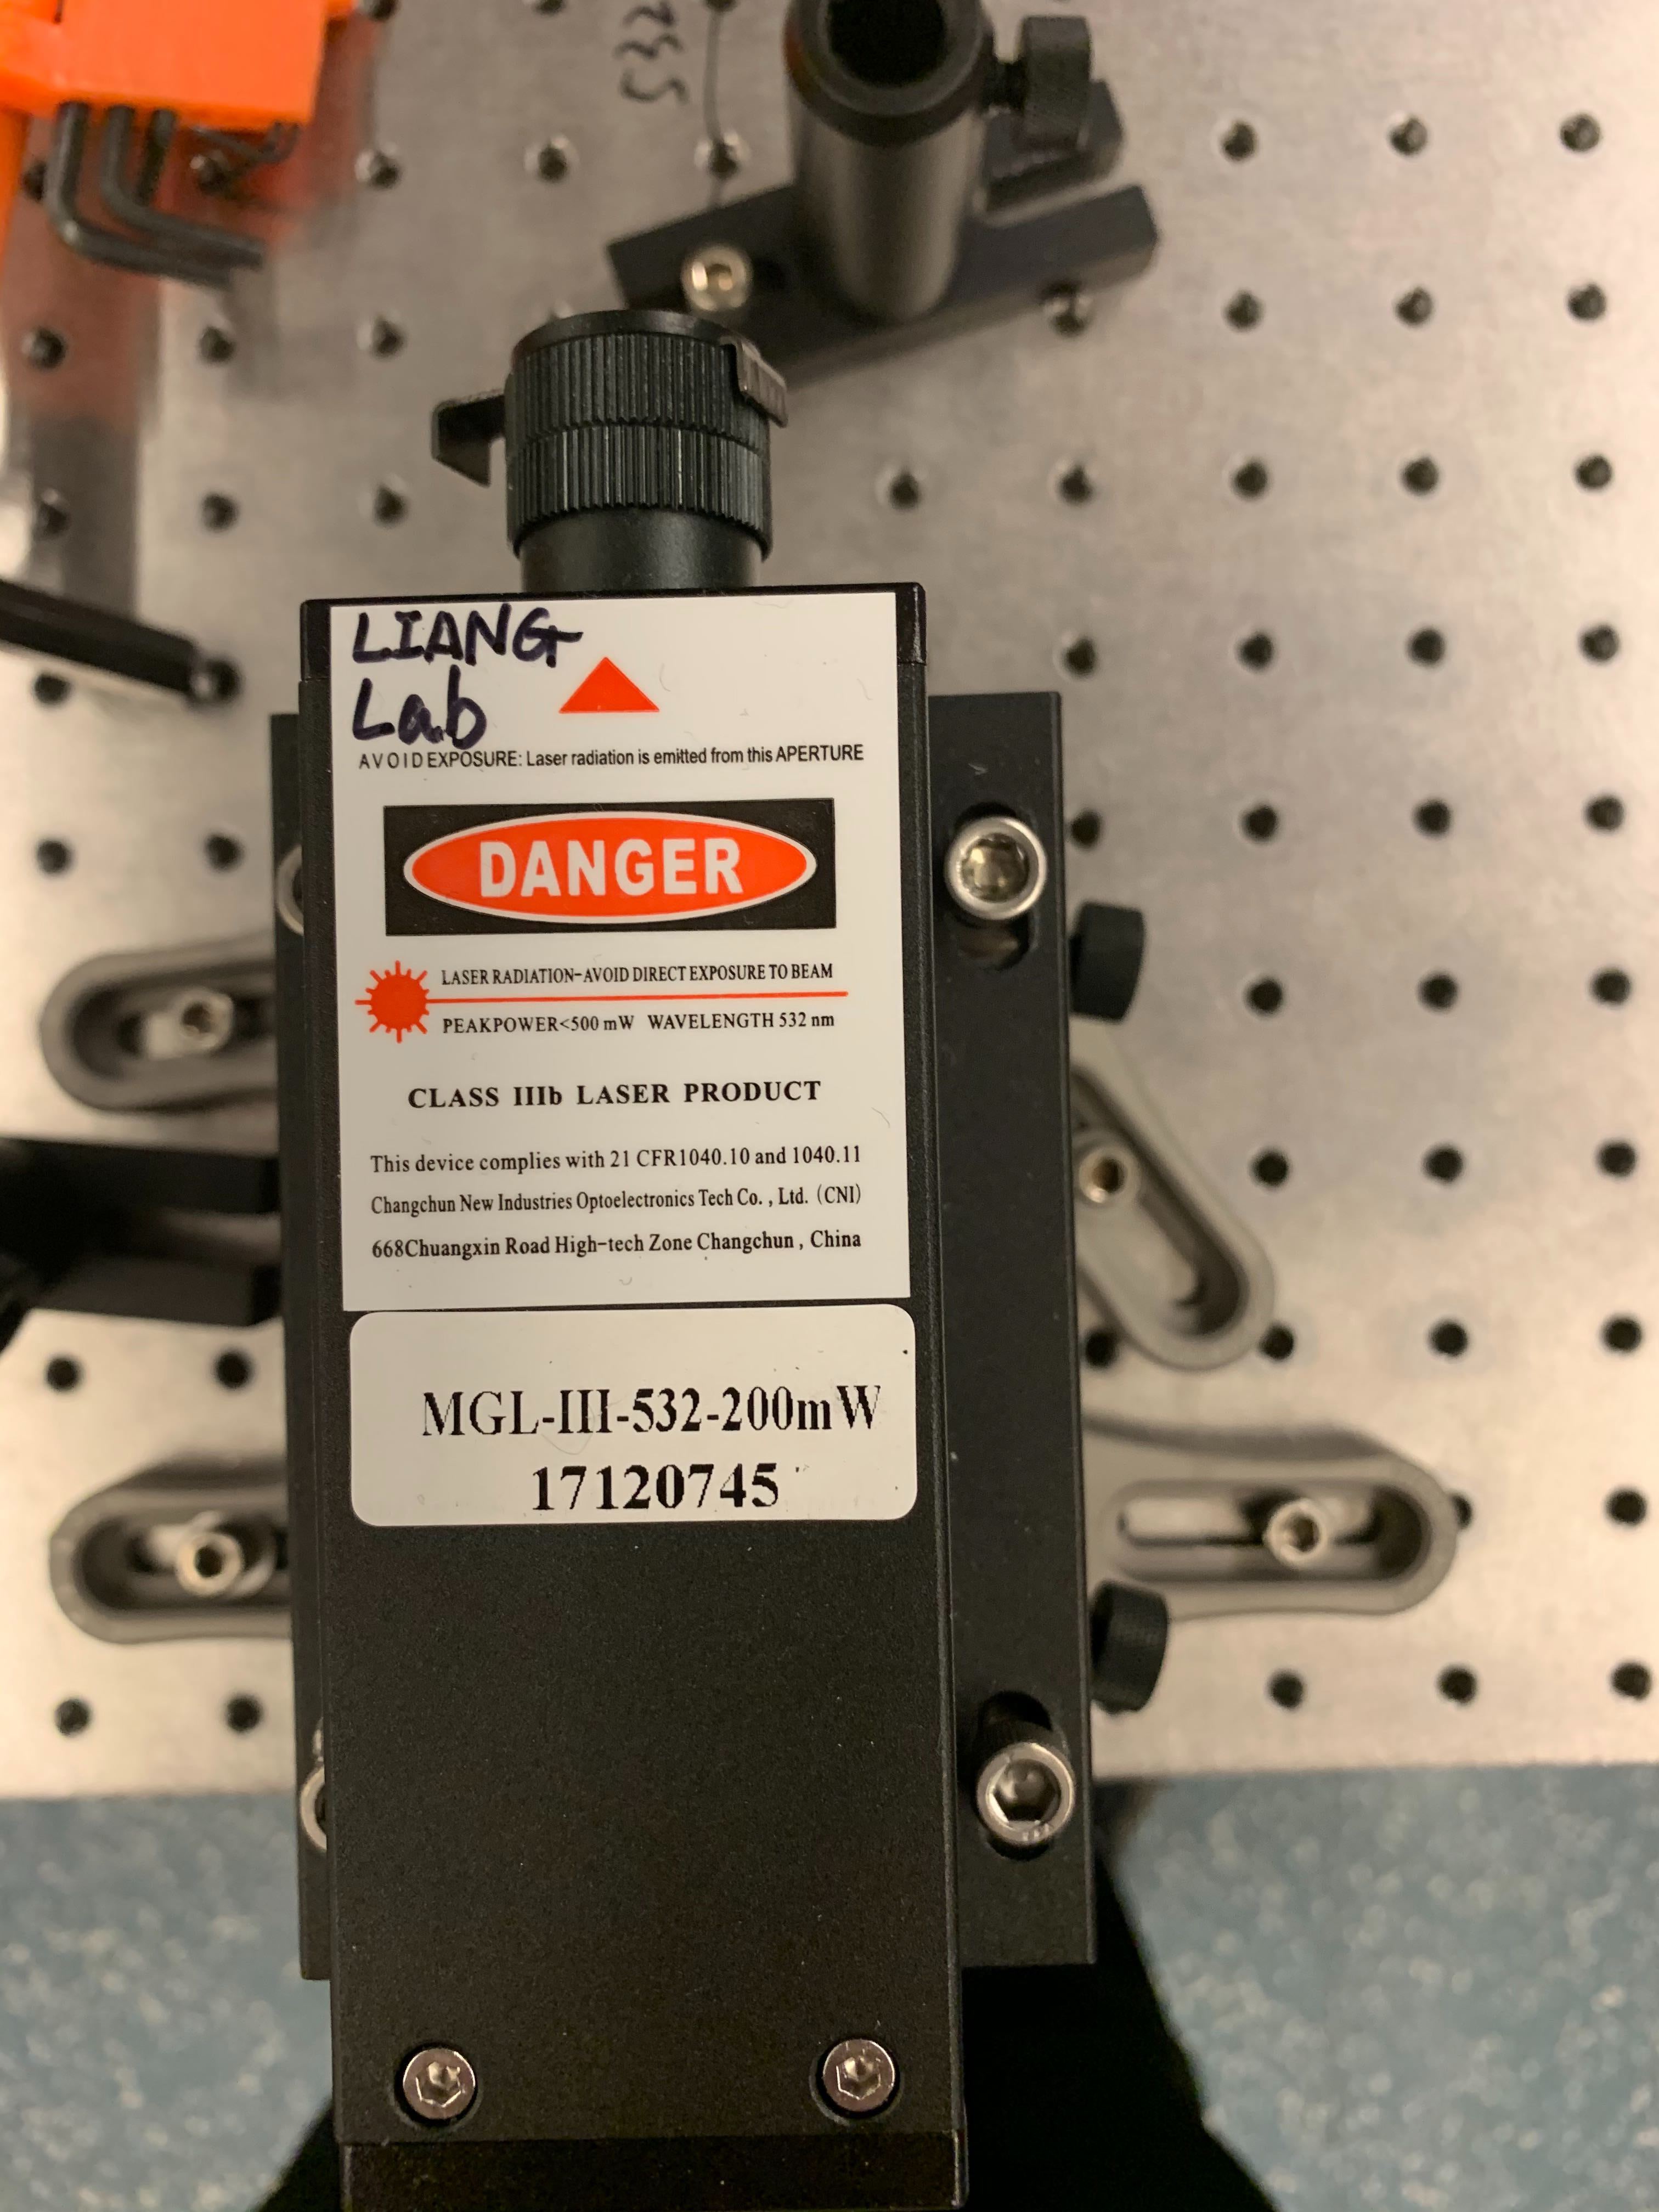 532
LIANG
Lab
AVOID EXPOSURE: Laser radiation is emitted from this APERTURE
DANGER
LASER RADIATION-AVOID DIRECT EXPOSURE TO BEAM
PEAKPOWER<500 mW WAVELENGTH 532 nm
CLASS IIIb LASER PRODUCT
This device complies with 21 CFR1040.10 and 1040.11
Changchun New Industries Optoelectronics Tech Co. , Ltd. (CNI)
668Chuangxin Road High-tech Zone Changchun , China
MGL-III-532-200mW
17120745